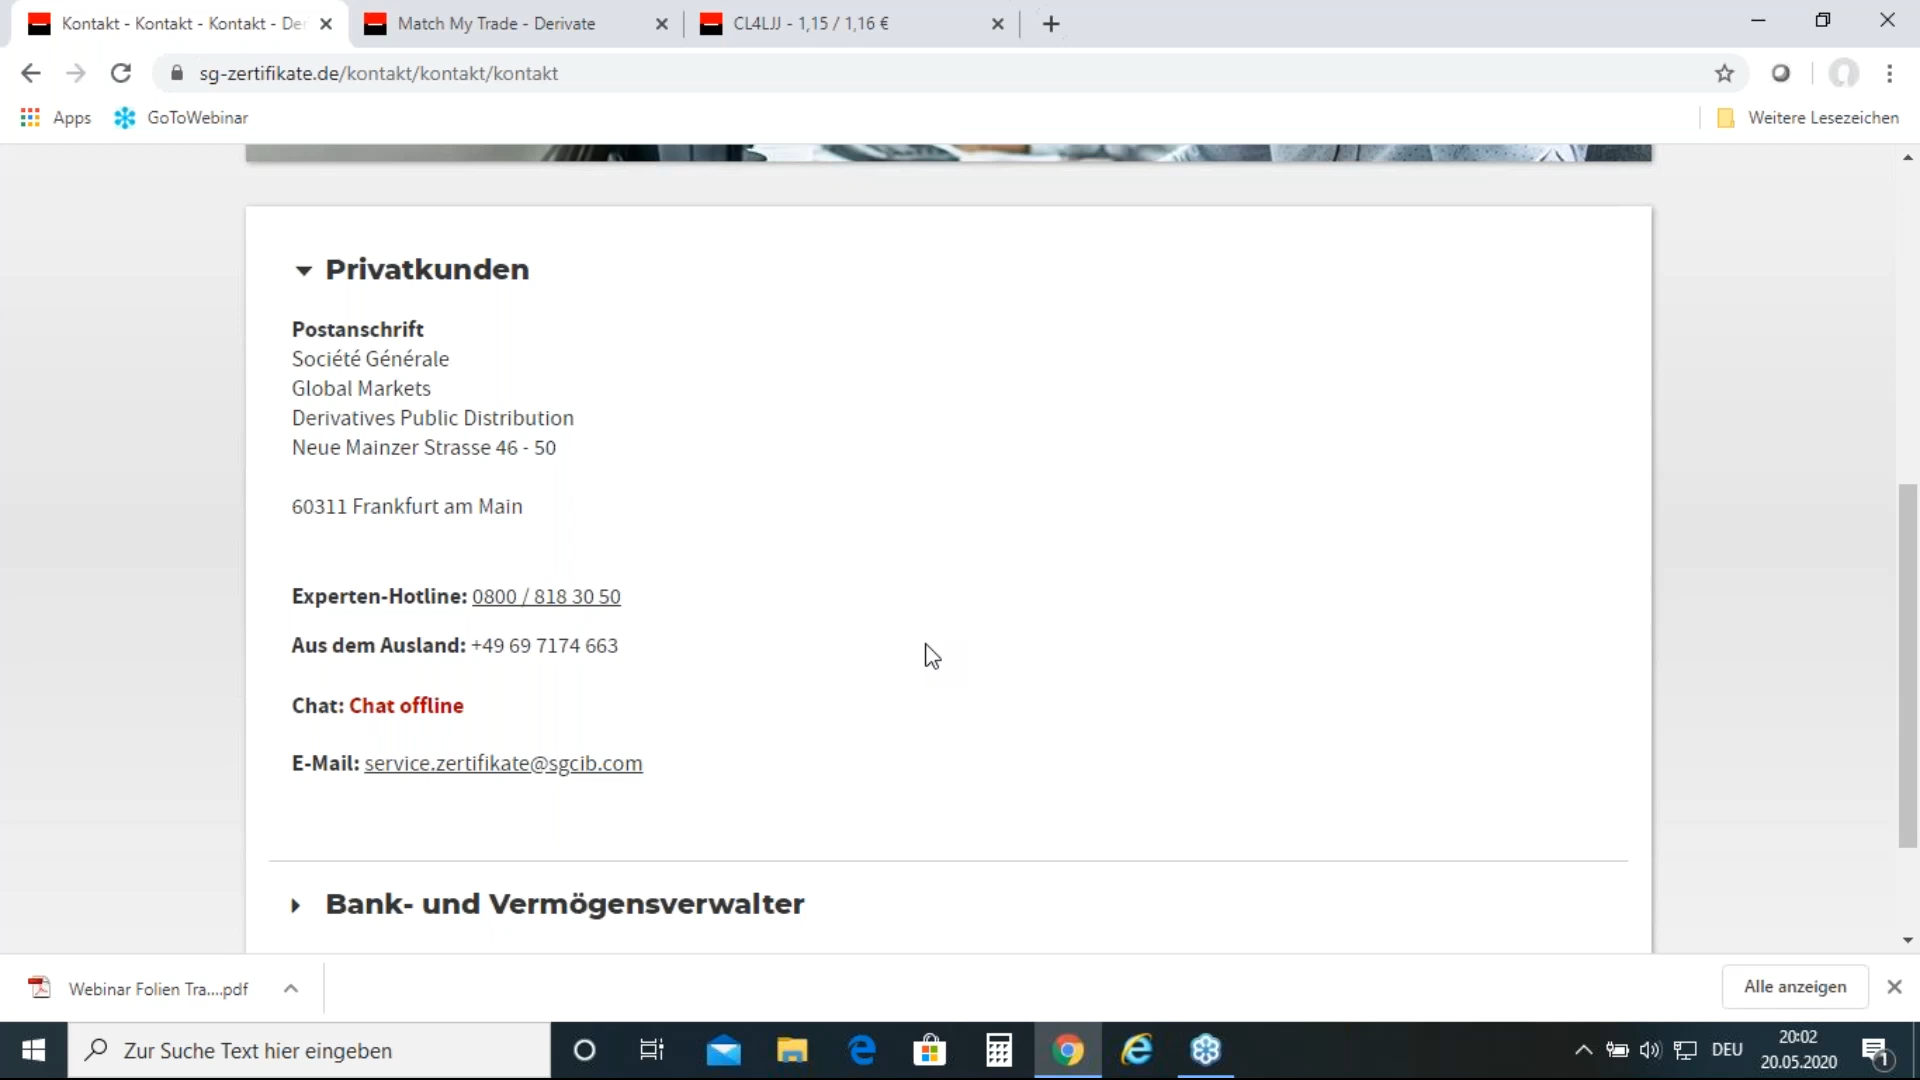 Kontakt - Kontakt - Kontakt - Der
Match My Trade - Derivate
CL4LJJ - 1,15 / 1,16 €
sg-zertifikate.de/kontakt/kontakt/kontakt
Apps
GoToWebinar
Weitere Lesezeichen
Privatkunden
Postanschrift
Société Générale
Global Markets
Derivatives Public Distribution
Neue Mainzer Strasse 46 - 50
60311 Frankfurt am Main
Experten-Hotline: 0800 / 818 30 50
Aus dem Ausland: +49 69 7174 663
Chat: Chat offline
E-Mail: service.zertifikate@sgcib.com
Bank- und Vermögensverwalter
Webinar Folien Tra....pdf
Alle anzeigen
Zur Suche Text hier eingeben
DEU
20:02
20.05.2020
1